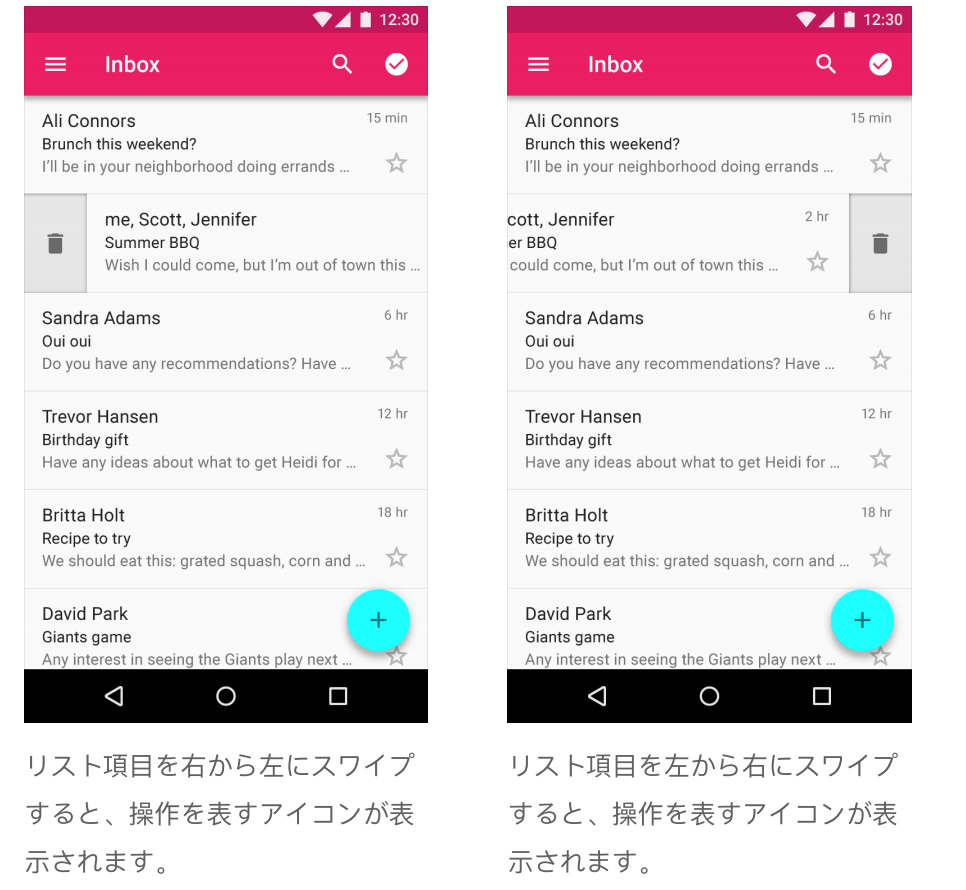 12:30
Inbox
Ali Connors
15 min
Brunch this weekend?
I'll be in your neighborhood doing errands ...
me, Scott, Jennifer
Summer BBQ
Wish I could come, but I'm out of town this ...
Sandra Adams
6 hr
Oui oui
Do you have any recommendations? Have ...
Trevor Hansen
12 hr
Birthday gift
Have any ideas about what to get Heidi for ...
Britta Holt
18 hr
Recipe to try
We should eat this: grated squash, corn and ...
David Park
Giants game
Any interest in seeing the Giants play next ...
リスト項目を右から左にスワイプ
すると、操作を表すアイコンが表
示されます。
12:30
Inbox
Ali Connors
15 min
Brunch this weekend?
I'll be in your neighborhood doing errands ...
cott, Jennifer
2 hr
er BBQ
could come, but I'm out of town this ...
Sandra Adams
6 hr
Oui oui
Do you have any recommendations? Have ...
Trevor Hansen
12 hr
Birthday gift
Have any ideas about what to get Heidi for ...
Britta Holt
18 hr
Recipe to try
We should eat this: grated squash, corn and ...
David Park
Giants game
Any interest in seeing the Giants play next ...
リスト項目を左から右にスワイプ
すると、操作を表すアイコンが表
示されます。